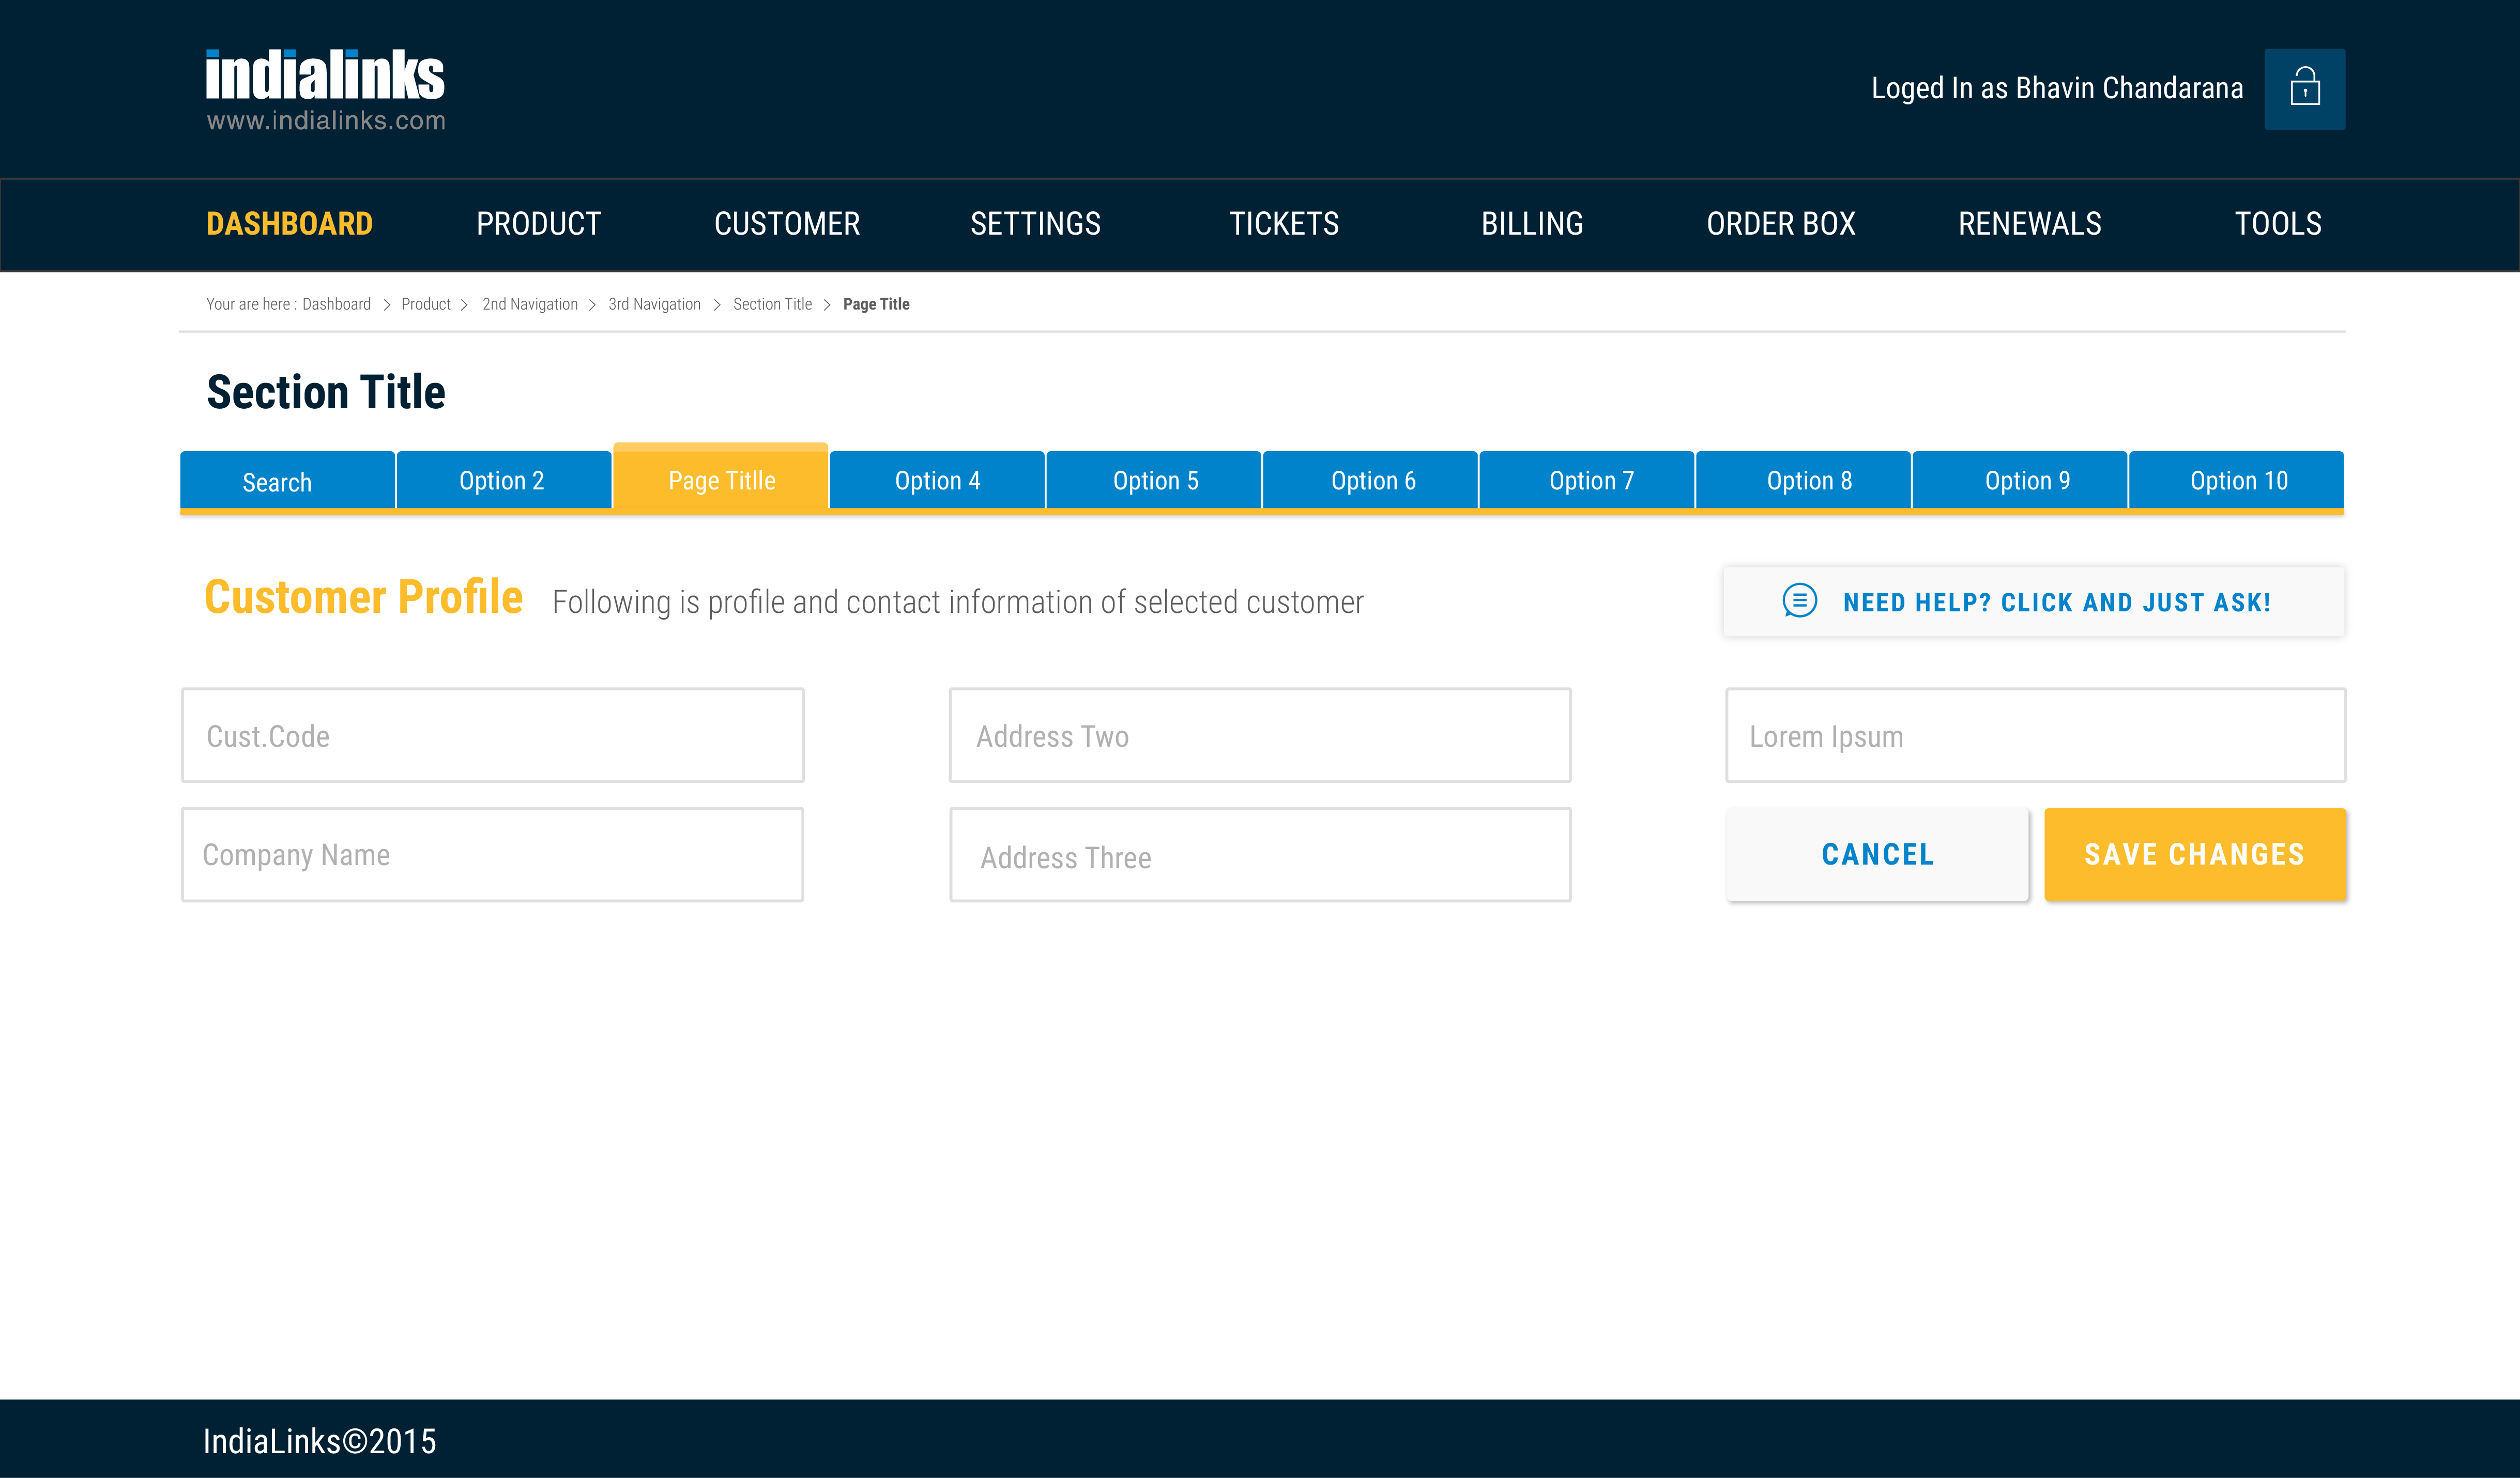 indialinks
www.indialinks.com
Loged In as Bhavin Chandarana
DASHBOARD PRODUCT CUSTOMER SETTINGS TICKETS BILLING ORDER BOX RENEWALS TOOLS
Your are here : Dashboard > Product > 2nd Navigation > 3rd Navigation > Section Title > Page Title
Section Title
Search Option 2 Page Titlle Option 4 Option 5 Option 6 Option 7 Option 8 Option 9 Option 10
Customer Profile Following is profile and contact information of selected customer NEED HELP? CLICK AND JUST ASK!
Cust.Code Address Two Lorem Ipsum
Company Name Address Three CANCEL SAVE CHANGES
IndiaLinks©2015